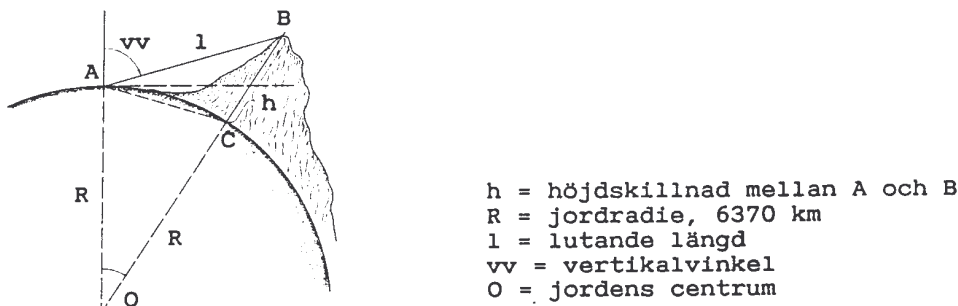 B
vv
l
A
h
C
R
R
O
h = höjdskillnad mellan A och B
R = jordradie, 6370 km
l = lutande längd
vv = vertikalvinkel
O = jordens centrum